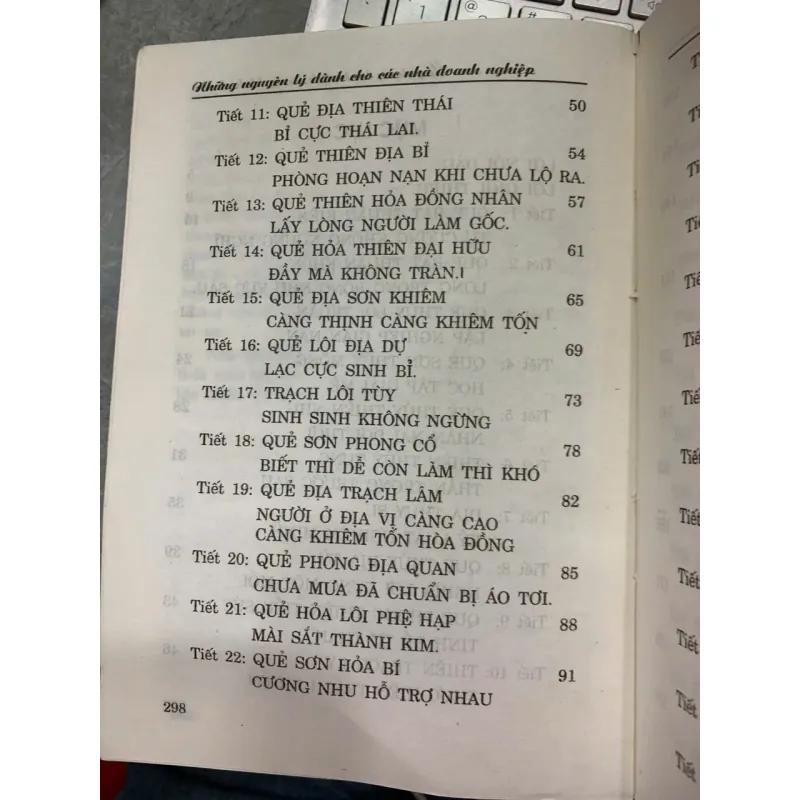 Những nguyên lý dành cho các nhà doanh nghiệp
Tiết 11: QUẺ ĐỊA THIÊN THÁI 50
BỈ CỰC THÁI LAI.
Tiết 12: QUẺ THIÊN ĐỊA BỈ 54
PHÒNG HOẠN NẠN KHI CHƯA LỘ RA.
Tiết 13: QUẺ THIÊN HỎA ĐỒNG NHÂN 57
LẤY LÒNG NGƯỜI LÀM GỐC.
Tiết 14: QUẺ HỎA THIÊN ĐẠI HỮU 61
ĐẦY MÀ KHÔNG TRÀN.
Tiết 15: QUẺ ĐỊA SƠN KHIÊM 65
CÀNG THỊNH CÀNG KHIÊM TỐN
Tiết 16: QUẺ LÔI ĐỊA DỰ 69
LẠC CỰC SINH BỈ.
Tiết 17: TRẠCH LÔI TÙY 73
SINH SINH KHÔNG NGỪNG
Tiết 18: QUẺ SƠN PHONG CỔ 78
BIẾT THÌ DỄ CÒN LÀM THÌ KHÓ
Tiết 19: QUẺ ĐỊA TRẠCH LÂM 82
NGƯỜI Ở ĐỊA VỊ CÀNG CAO
CÀNG KHIÊM TỐN HÒA ĐỒNG
Tiết 20: QUẺ PHONG ĐỊA QUAN 85
CHƯA MƯA ĐÃ CHUẨN BỊ ÁO TƠI.
Tiết 21: QUẺ HỎA LÔI PHỆ HẠP 88
MÀI SẮT THÀNH KIM.
Tiết 22: QUẺ SƠN HỎA BÍ 91
CƯƠNG NHU HỖ TRỢ NHAU
298
Tiết
Tiết
Tiết
Tiết
Tiết
Tiết
Tiết
Tiết